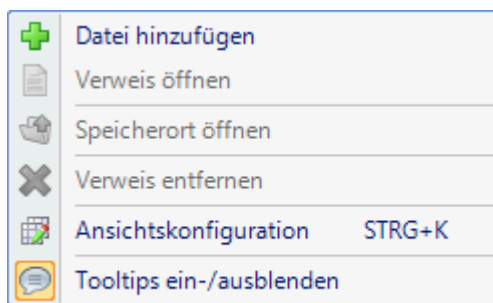 Datei hinzufügen
Verweis öffnen
Speicherort öffnen
Verweis entfernen
Ansichtskonfiguration STRG+K
Tooltips ein-/ausblenden